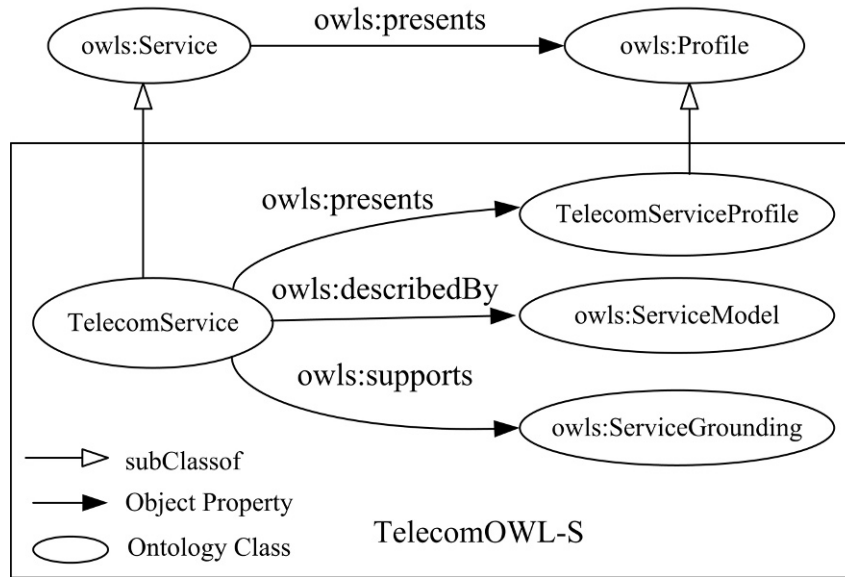 owls:Service
owls:presents
owls:Profile
owls:presents
TelecomServiceProfile
owls:describedBy
TelecomService
owls:ServiceModel
owls:supports
owls:ServiceGrounding
subClassof
Object Property
Ontology Class
TelecomOWL-S